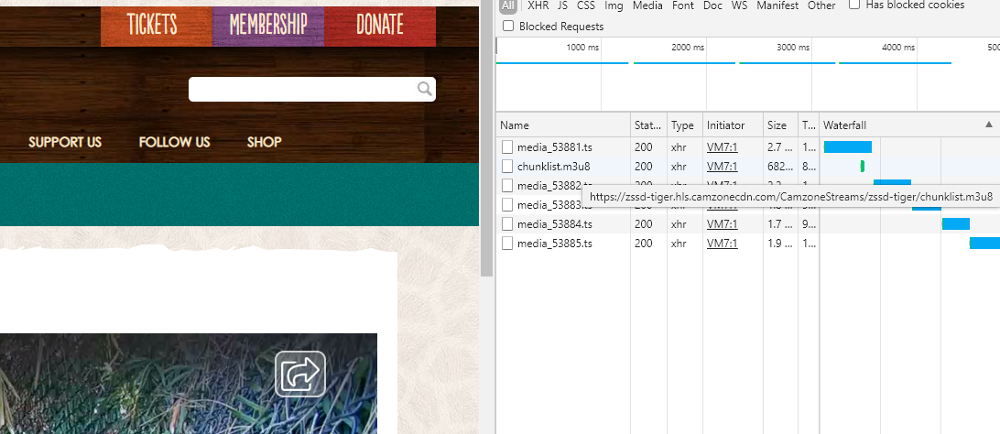 TICKETS MEMBERSHIP DONATE
SUPPORT US FOLLOW US SHOP
All XHR JS CSS Img Media Font Doc WS Manifest Other Has blocked cookies
Blocked Requests
1000 ms 2000 ms 3000 ms 4000 ms 500
Name Stat... Type Initiator Size T... Waterfall
media_53881.ts 200 xhr VM7:1 2.7 ... 1...
chunklist.m3u8 200 xhr VM7:1 682... 8...
media_53882.ts 200 xhr VM7:1
https://zssd-tiger.hls.camzonecdn.com/CamzoneStreams/zssd-tiger/chunklist.m3u8
media_53883.ts 200 xhr VM7:1
media_53884.ts 200 xhr VM7:1 1.7 ... 9...
media_53885.ts 200 xhr VM7:1 1.9 ... 1...